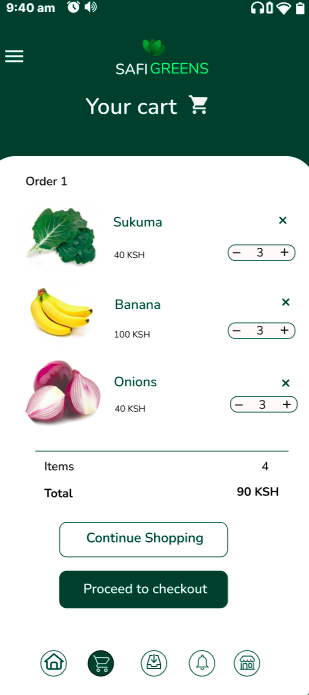 9:40 am
SAFI GREENS
Your cart
Order 1
Sukuma ×
40 KSH − 3 +
Banana ×
100 KSH − 3 +
Onions ×
40 KSH − 3 +
Items 4
Total 90 KSH
Continue Shopping
Proceed to checkout